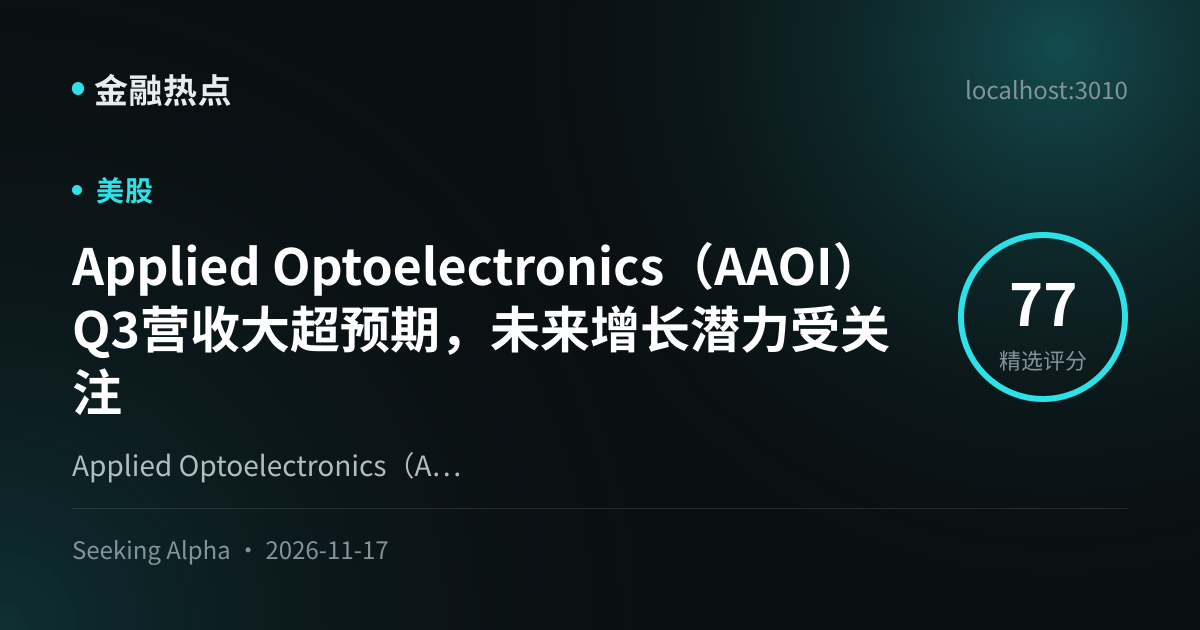 金融热点
localhost:3010
美股
Applied Optoelectronics（AAOI）
Q3营收大超预期，未来增长潜力受关
注
77
精选评分
Applied Optoelectronics（A…
Seeking Alpha · 2026-11-17